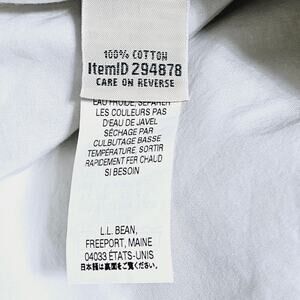 100% COTTON
ItemID 294878
CARE ON REVERSE
EAU FROIDE, SÉPARER
LES COULEURS PAS
D'EAU DE JAVEL
SÉCHAGE PAR
CULBUTAGE BASSE
TEMPÉRATURE. SORTIR
RAPIDEMENT FER CHAUD
SI BESOIN
L.L. BEAN,
FREEPORT, MAINE
04033 ÉTATS-UNIS
日本語は裏面をご覧ください。